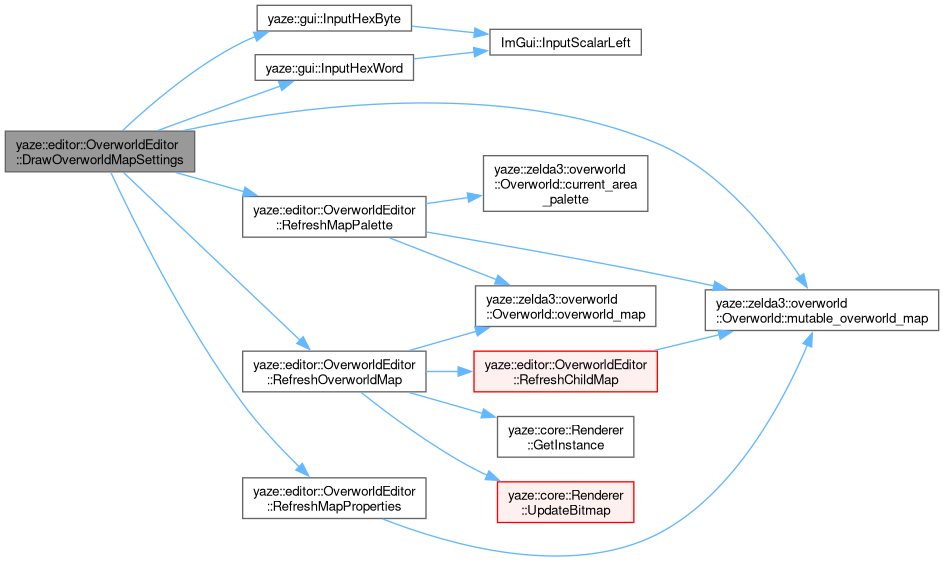 yaze::gui::InputHexByte
ImGui::InputScalarLeft
yaze::gui::InputHexWord
yaze::editor::OverworldEditor
::DrawOverworldMapSettings
yaze::zelda3::overworld
::Overworld::current_area
_palette
yaze::editor::OverworldEditor
::RefreshMapPalette
yaze::zelda3::overworld
::Overworld::overworld_map
yaze::zelda3::overworld
::Overworld::mutable_overworld_map
yaze::editor::OverworldEditor
::RefreshOverworldMap
yaze::editor::OverworldEditor
::RefreshChildMap
yaze::core::Renderer
::GetInstance
yaze::editor::OverworldEditor
::RefreshMapProperties
yaze::core::Renderer
::UpdateBitmap